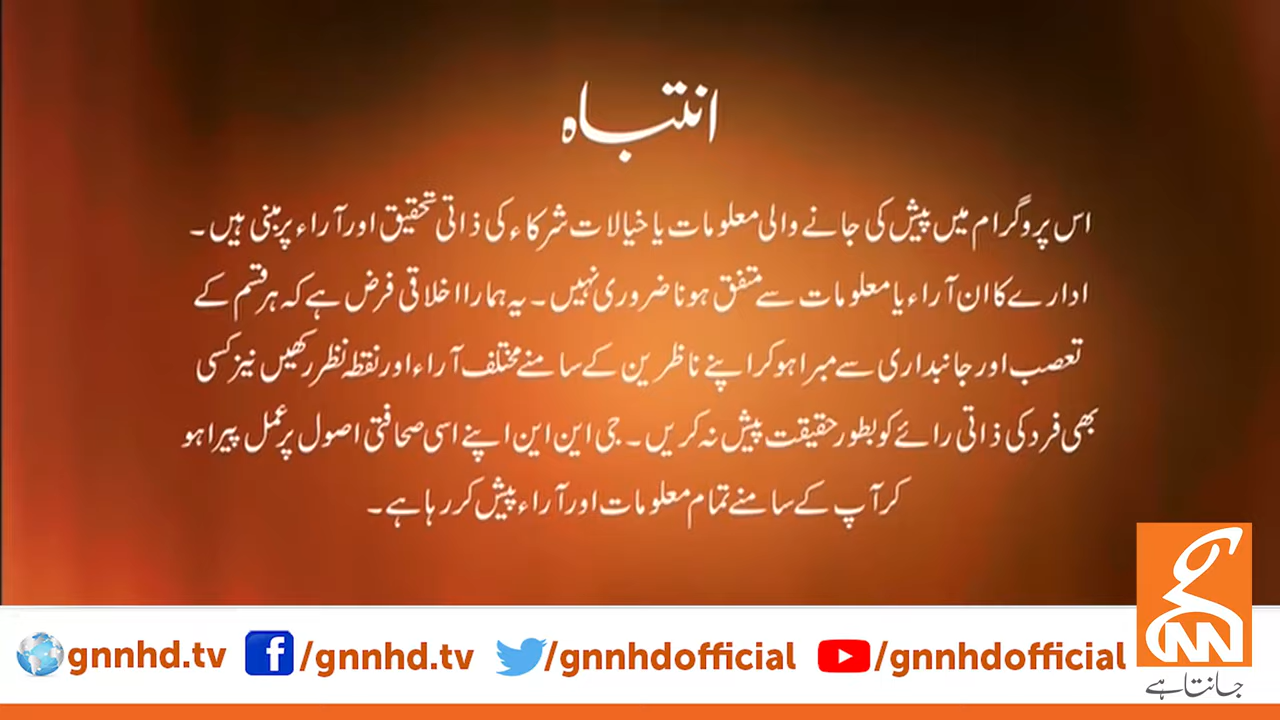 انتباہ
اس پروگرام میں پیش کی جانے والی معلومات یا خیالات شرکاء کی ذاتی تحقیق اور آراء پر مبنی ہیں۔
ادارے کا ان آراء یا معلومات سے متفق ہونا ضروری نہیں۔ یہ ہمارا اخلاقی فرض ہے کہ ہر قسم کے
تعصب اور جانبداری سے مبرا ہو کر اپنے ناظرین کے سامنے مختلف آراء اور نقطہ نظر رکھیں نیز کسی
بھی فرد کی ذاتی رائے کو بطور حقیقت پیش نہ کریں۔ جی این این اپنے اسی صحافتی اصول پر عمل پیرا ہو
کر آپ کے سامنے تمام معلومات اور آراء پیش کر رہا ہے۔
gnnhd.tv f /gnnhd.tv /gnnhdofficial /gnnhdofficial
GNN
جانتا ہے